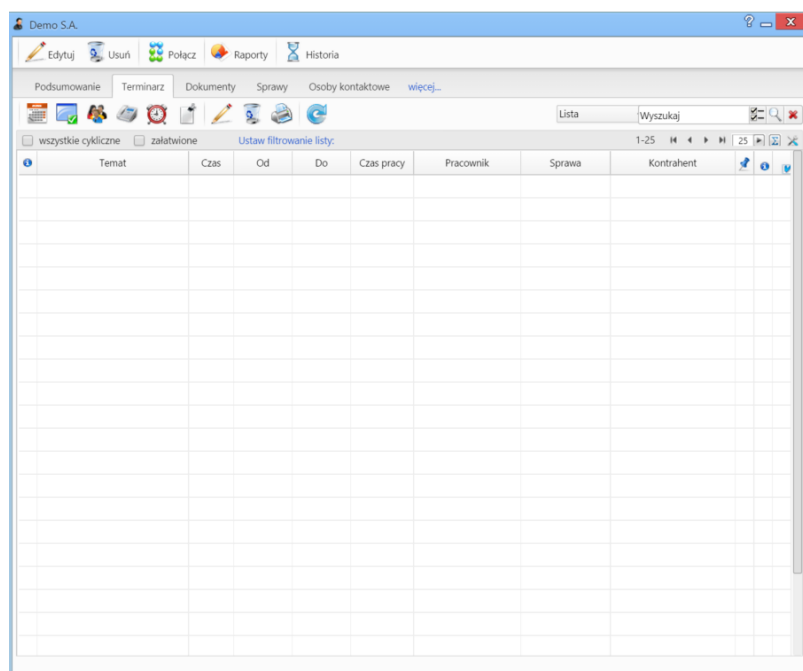 Demo S.A.
Edytuj Usuń Połącz Raporty Historia
Podsumowanie Terminarz Dokumenty Sprawy Osoby kontaktowe więcej...
Lista Wyszukaj
wszystkie cykliczne załatwione Ustaw filtrowanie listy: 1-25 25
Temat Czas Od Do Czas pracy Pracownik Sprawa Kontrahent